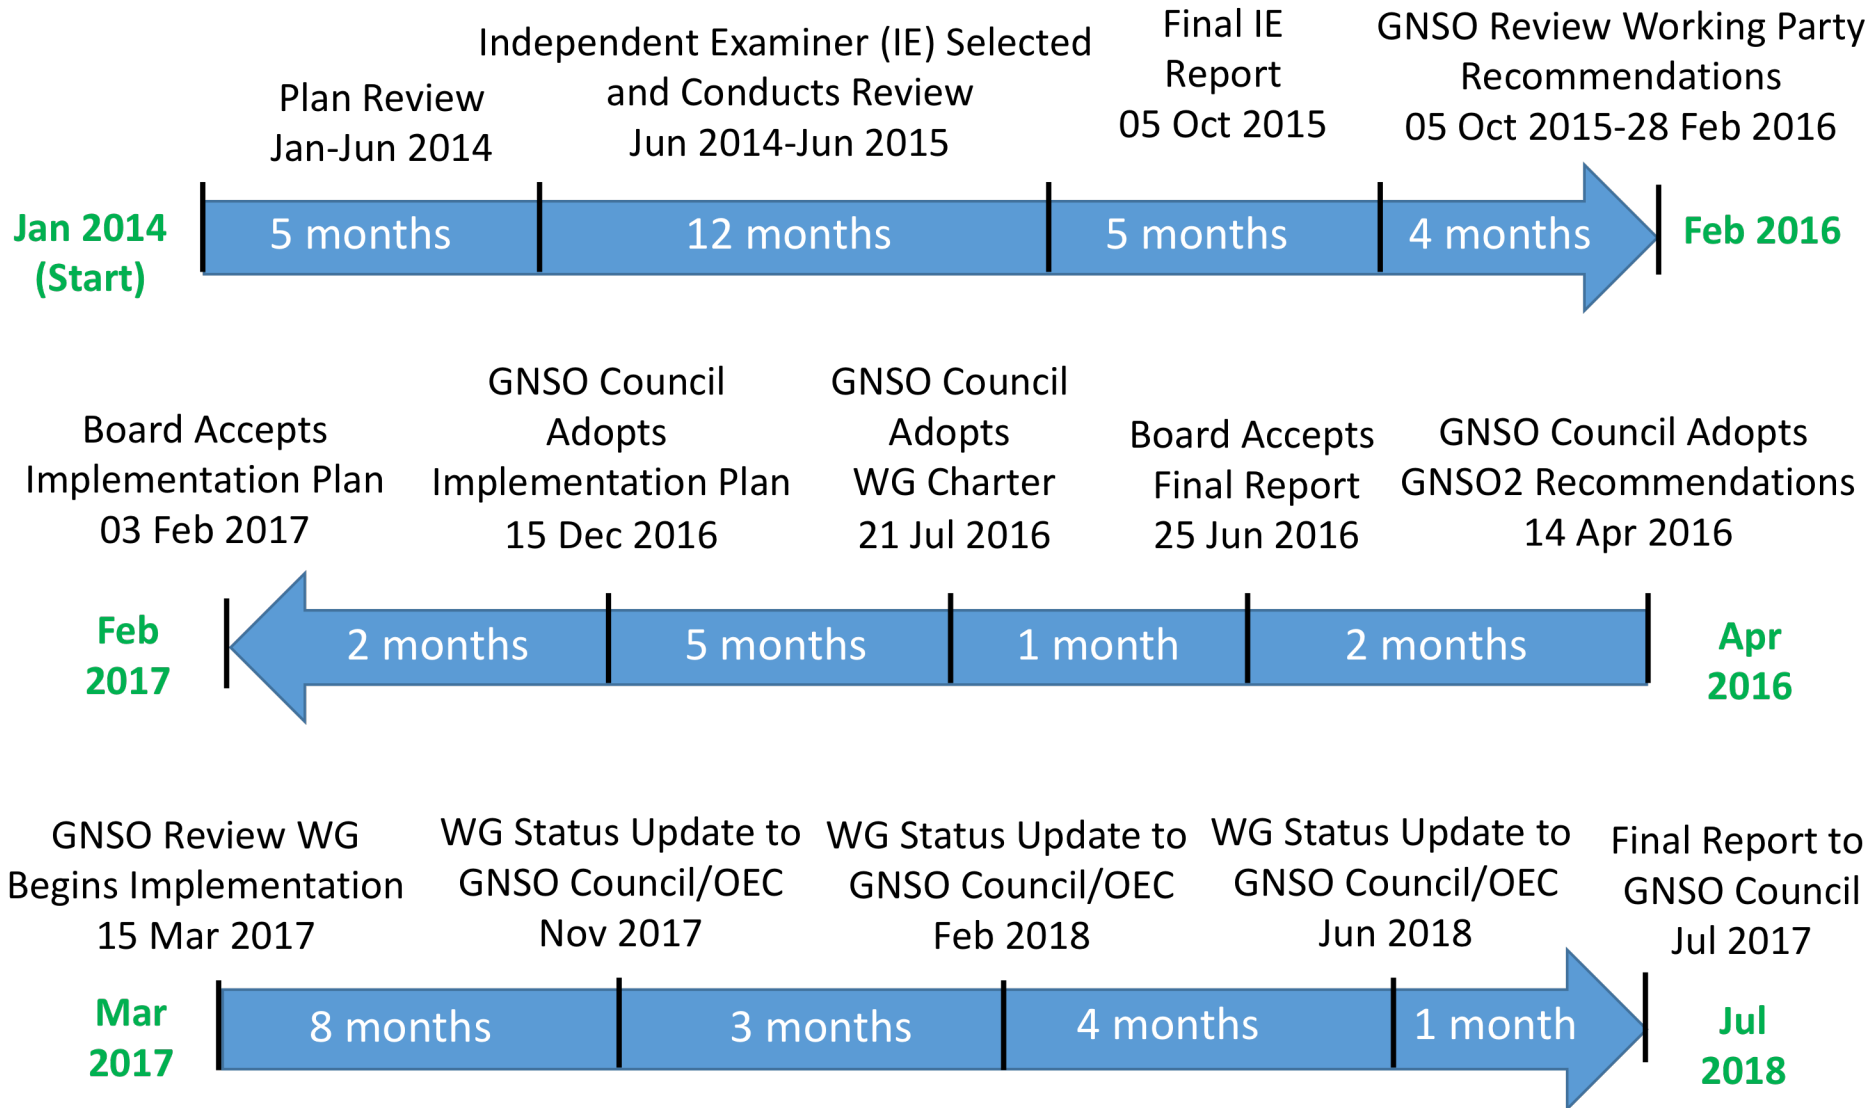 Plan Review
Jan-Jun 2014
Independent Examiner (IE) Selected
and Conducts Review
Jun 2014-Jun 2015
Final IE
Report
05 Oct 2015
GNSO Review Working Party
Recommendations
05 Oct 2015-28 Feb 2016
Jan 2014
(Start)
5 months
12 months
5 months
4 months
Feb 2016
Board Accepts
Implementation Plan
03 Feb 2017
GNSO Council
Adopts
Implementation Plan
15 Dec 2016
GNSO Council
Adopts
WG Charter
21 Jul 2016
Board Accepts
Final Report
25 Jun 2016
GNSO Council Adopts
GNSO2 Recommendations
14 Apr 2016
Feb
2017
2 months
5 months
1 month
2 months
Apr
2016
GNSO Review WG
Begins Implementation
15 Mar 2017
WG Status Update to
GNSO Council/OEC
Nov 2017
WG Status Update to
GNSO Council/OEC
Feb 2018
WG Status Update to
GNSO Council/OEC
Jun 2018
Final Report to
GNSO Council
Jul 2017
Mar
2017
8 months
3 months
4 months
1 month
Jul
2018